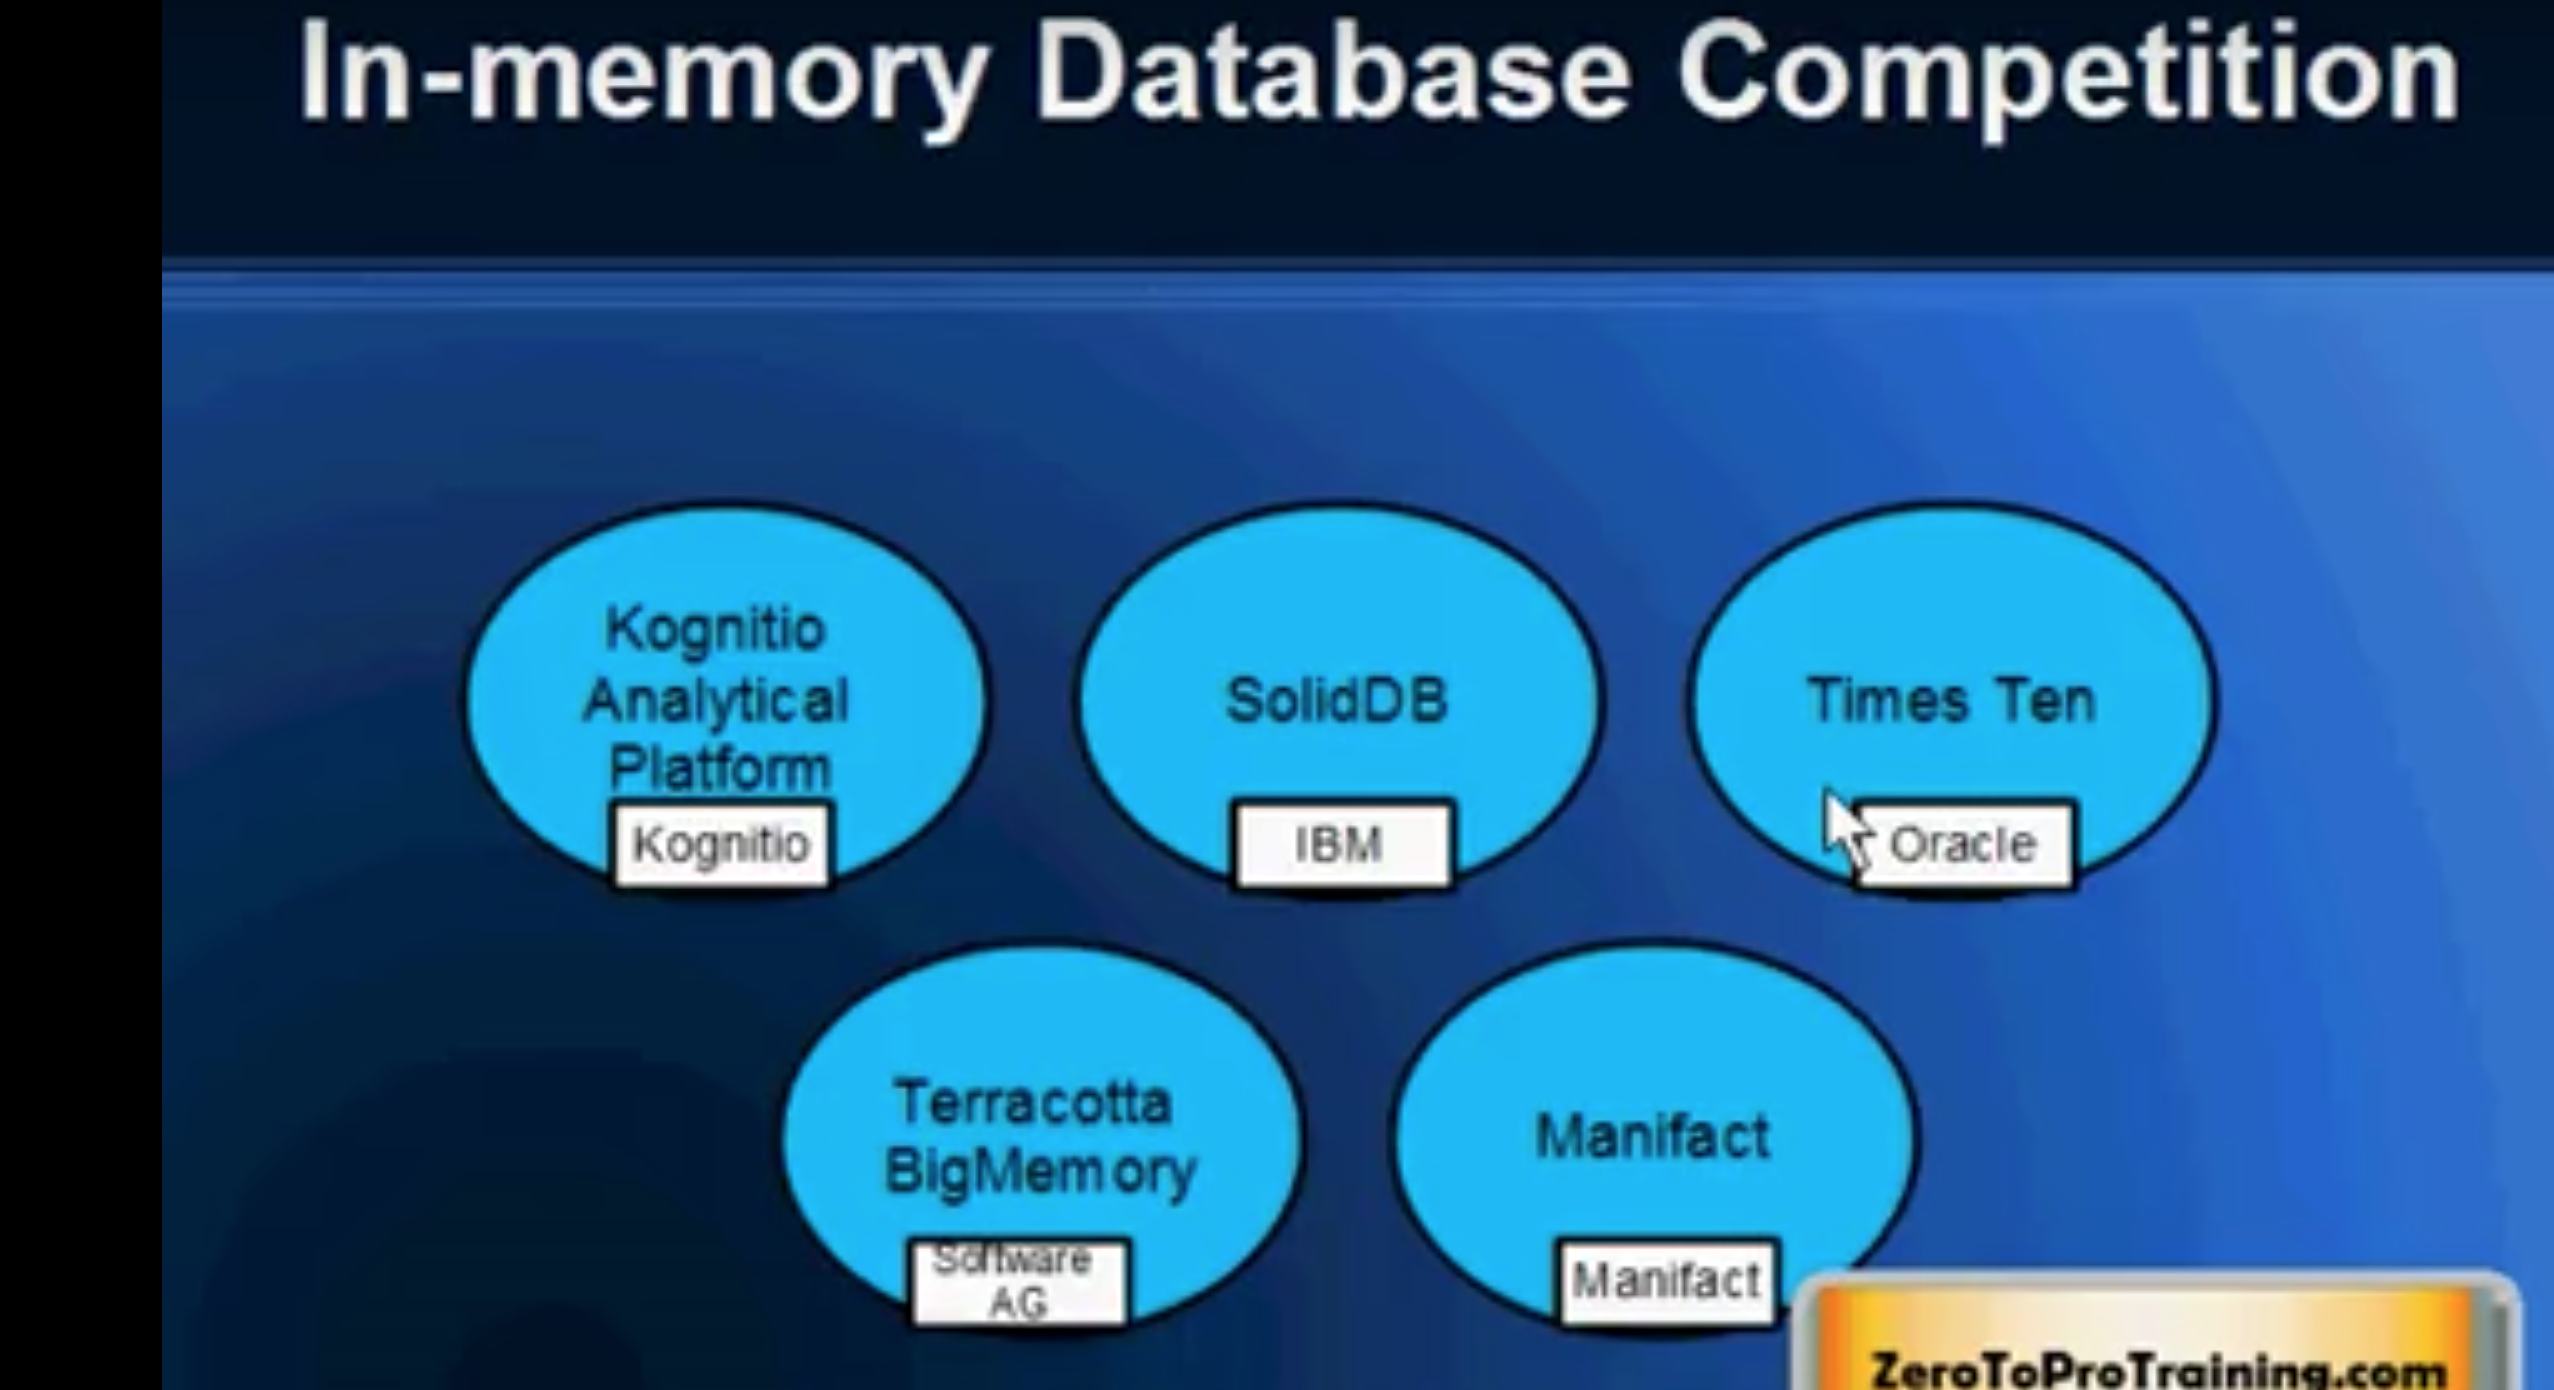 In-memory Database Competition
Kognitio
Analytical
Platform
Kognitio
SolidDB
IBM
Times Ten
Oracle
Terracotta
BigMemory
Software
AG
Manifact
Manifact
ZeroToProTraining.com